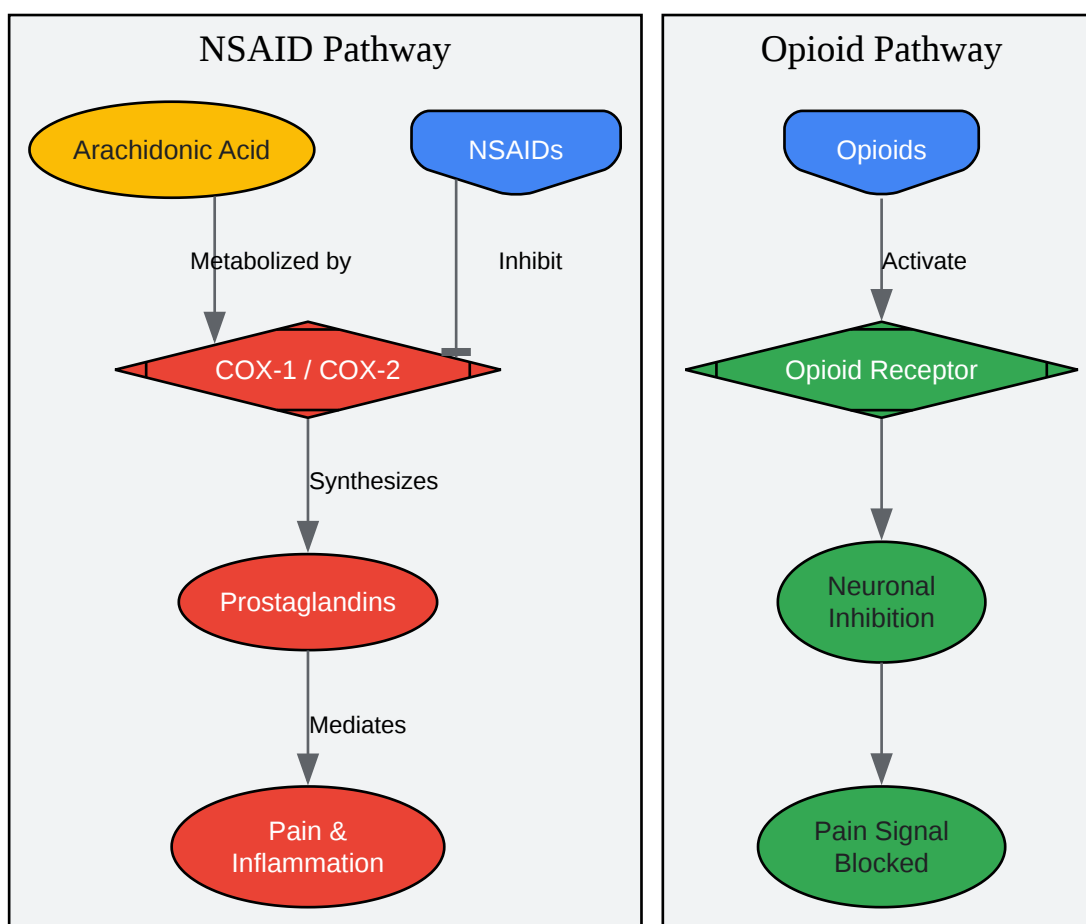 NSAID Pathway
Arachidonic Acid
NSAIDs
Metabolized by
Inhibit
COX-1 / COX-2
Synthesizes
Prostaglandins
Mediates
Pain &
Inflammation
Opioid Pathway
Opioids
Activate
Opioid Receptor
Neuronal
Inhibition
Pain Signal
Blocked